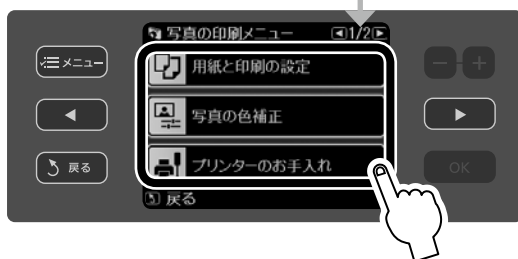 写真の印刷メニュー 1/2
メニュー
用紙と印刷の設定
- +
写真の色補正
戻る
プリンターのお手入れ
OK
戻る